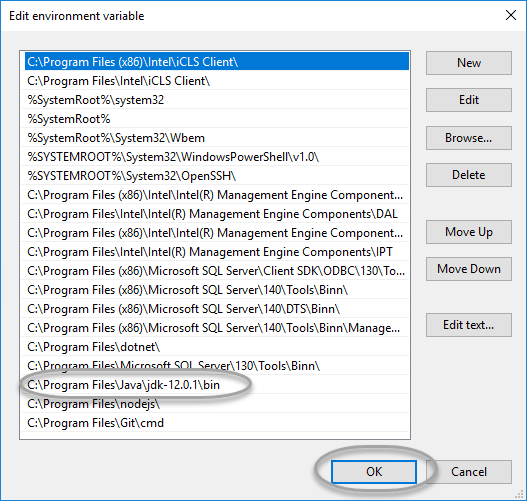 Edit environment variable
C:\Program Files (x86)\Intel\iCLS Client\
C:\Program Files\Intel\iCLS Client\
%SystemRoot%\system32
%SystemRoot%
%SystemRoot%\System32\Wbem
%SYSTEMROOT%\System32\WindowsPowerShell\v1.0\
%SYSTEMROOT%\System32\OpenSSH\
C:\Program Files (x86)\Intel\Intel(R) Management Engine Component...
C:\Program Files\Intel\Intel(R) Management Engine Components\DAL
C:\Program Files (x86)\Intel\Intel(R) Management Engine Component...
C:\Program Files\Intel\Intel(R) Management Engine Components\IPT
C:\Program Files (x86)\Microsoft SQL Server\Client SDK\ODBC\130\To...
C:\Program Files (x86)\Microsoft SQL Server\140\Tools\Binn\
C:\Program Files (x86)\Microsoft SQL Server\140\DTS\Binn\
C:\Program Files (x86)\Microsoft SQL Server\140\Tools\Binn\Manage...
C:\Program Files\dotnet\
C:\Program Files\Microsoft SQL Server\130\Tools\Binn\
C:\Program Files\Java\jdk-12.0.1\bin
C:\Program Files\nodejs\
C:\Program Files\Git\cmd
New
Edit
Browse...
Delete
Move Up
Move Down
Edit text...
OK
Cancel